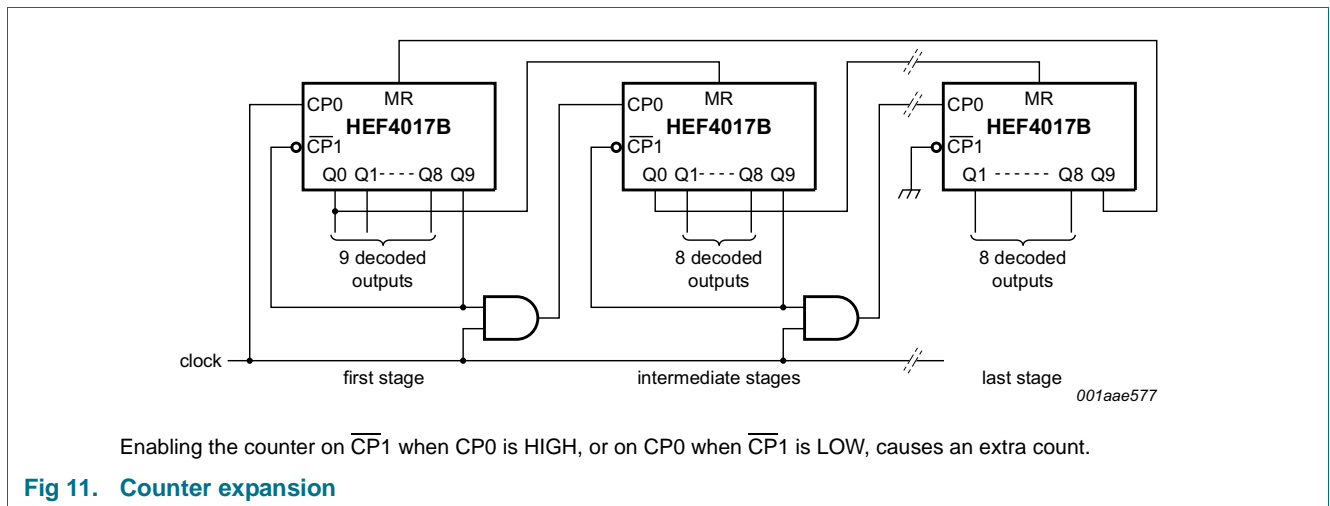 MR
MR
MR
CP0
CP0
CP0
HEF4017B
HEF4017B
HEF4017B
CP1
CP1
CP1
Q0 Q1 - - - - Q8 Q9
Q0 Q1 - - - - Q8 Q9
Q1 - - - - - - Q8 Q9
9 decoded
outputs
8 decoded
outputs
8 decoded
outputs
clock
first stage
intermediate stages
last stage
001aae577
Enabling the counter on C̅P̅1 when CP0 is HIGH, or on CP0 when C̅P̅1 is LOW, causes an extra count.
Fig 11. Counter expansion